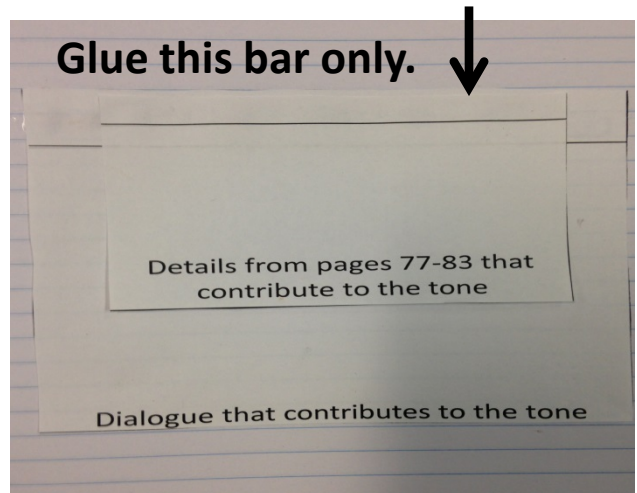 Glue this bar only.
Details from pages 77-83 that
contribute to the tone
Dialogue that contributes to the tone